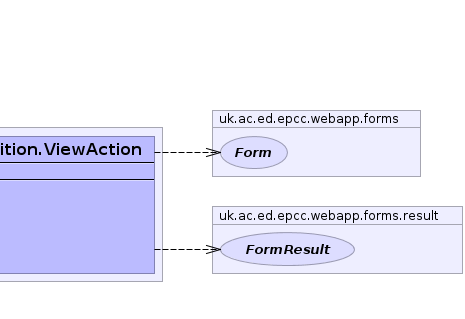 uk.ac.ed.epcc.webapp.forms
ition.ViewAction
Form
uk.ac.ed.epcc.webapp.forms.result
FormResult